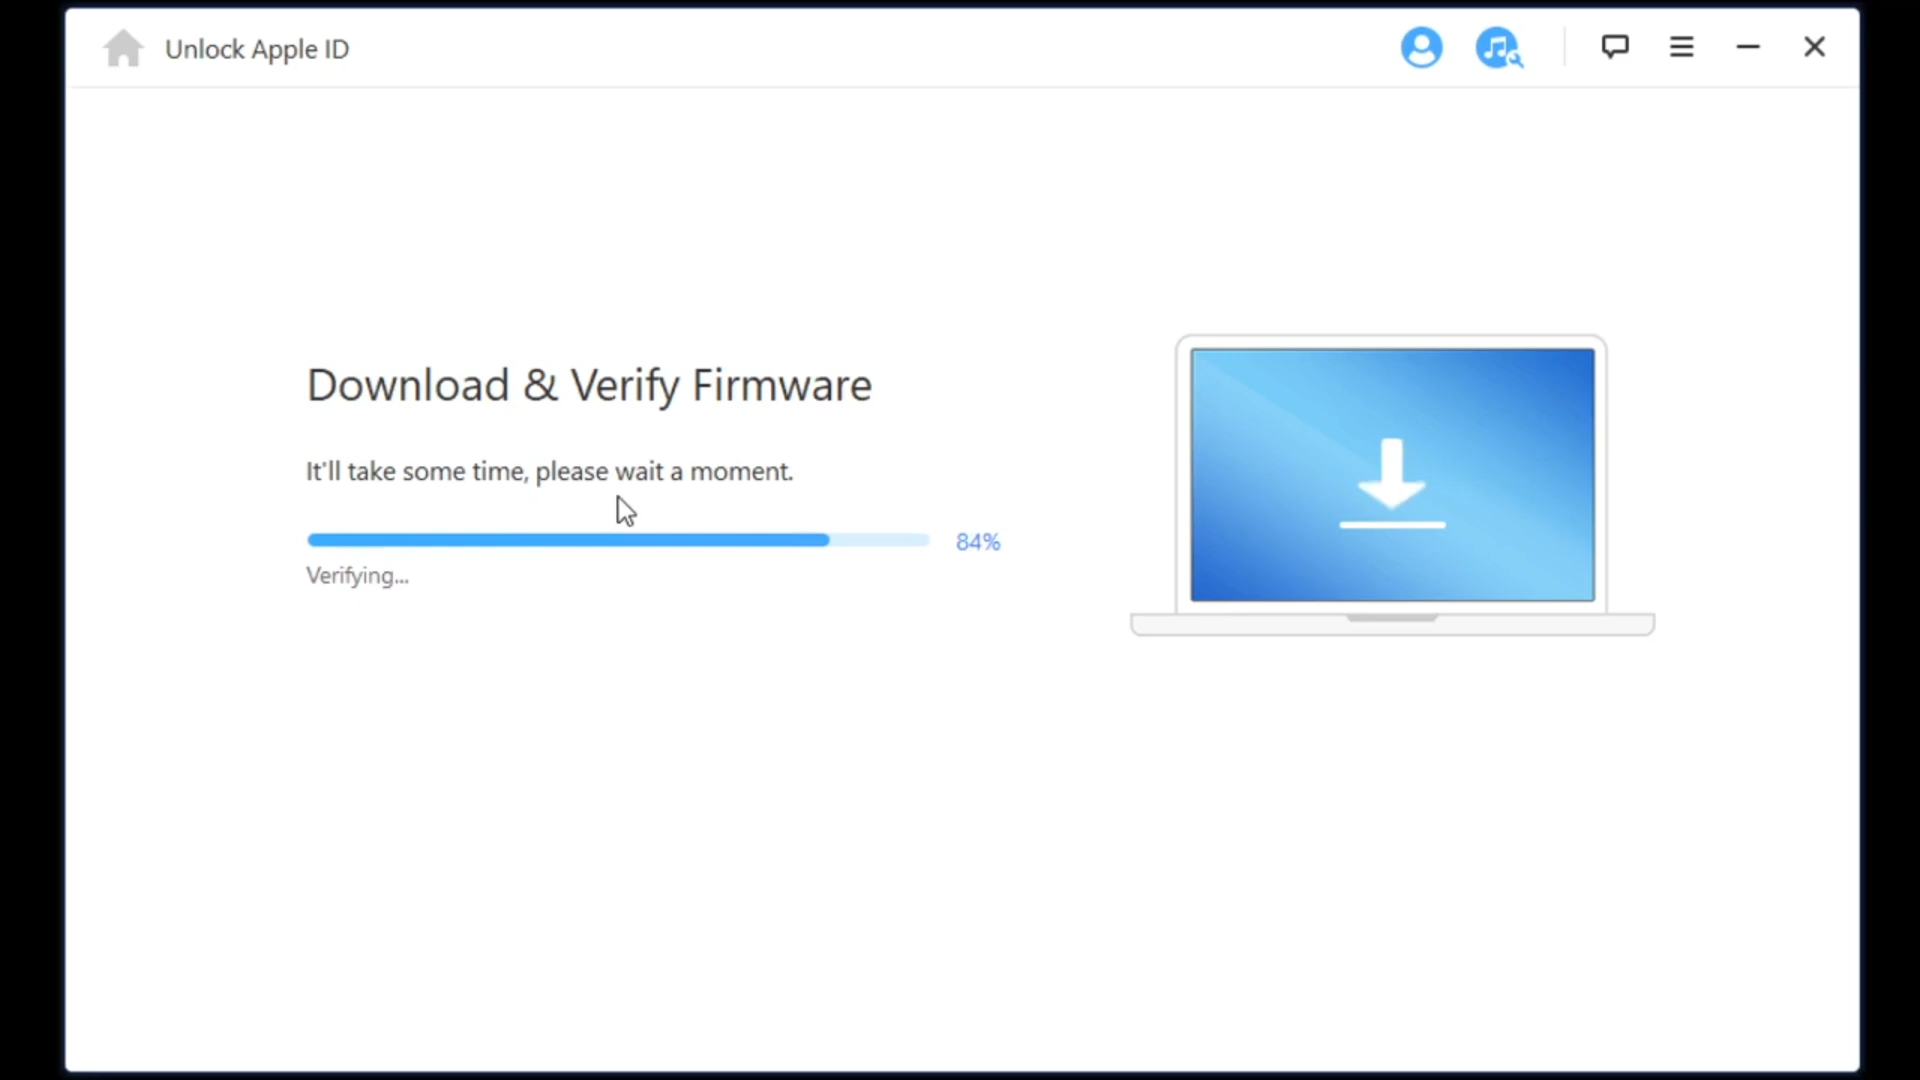 Unlock Apple ID
Download & Verify Firmware
It'll take some time, please wait a moment.
84%
Verifying...